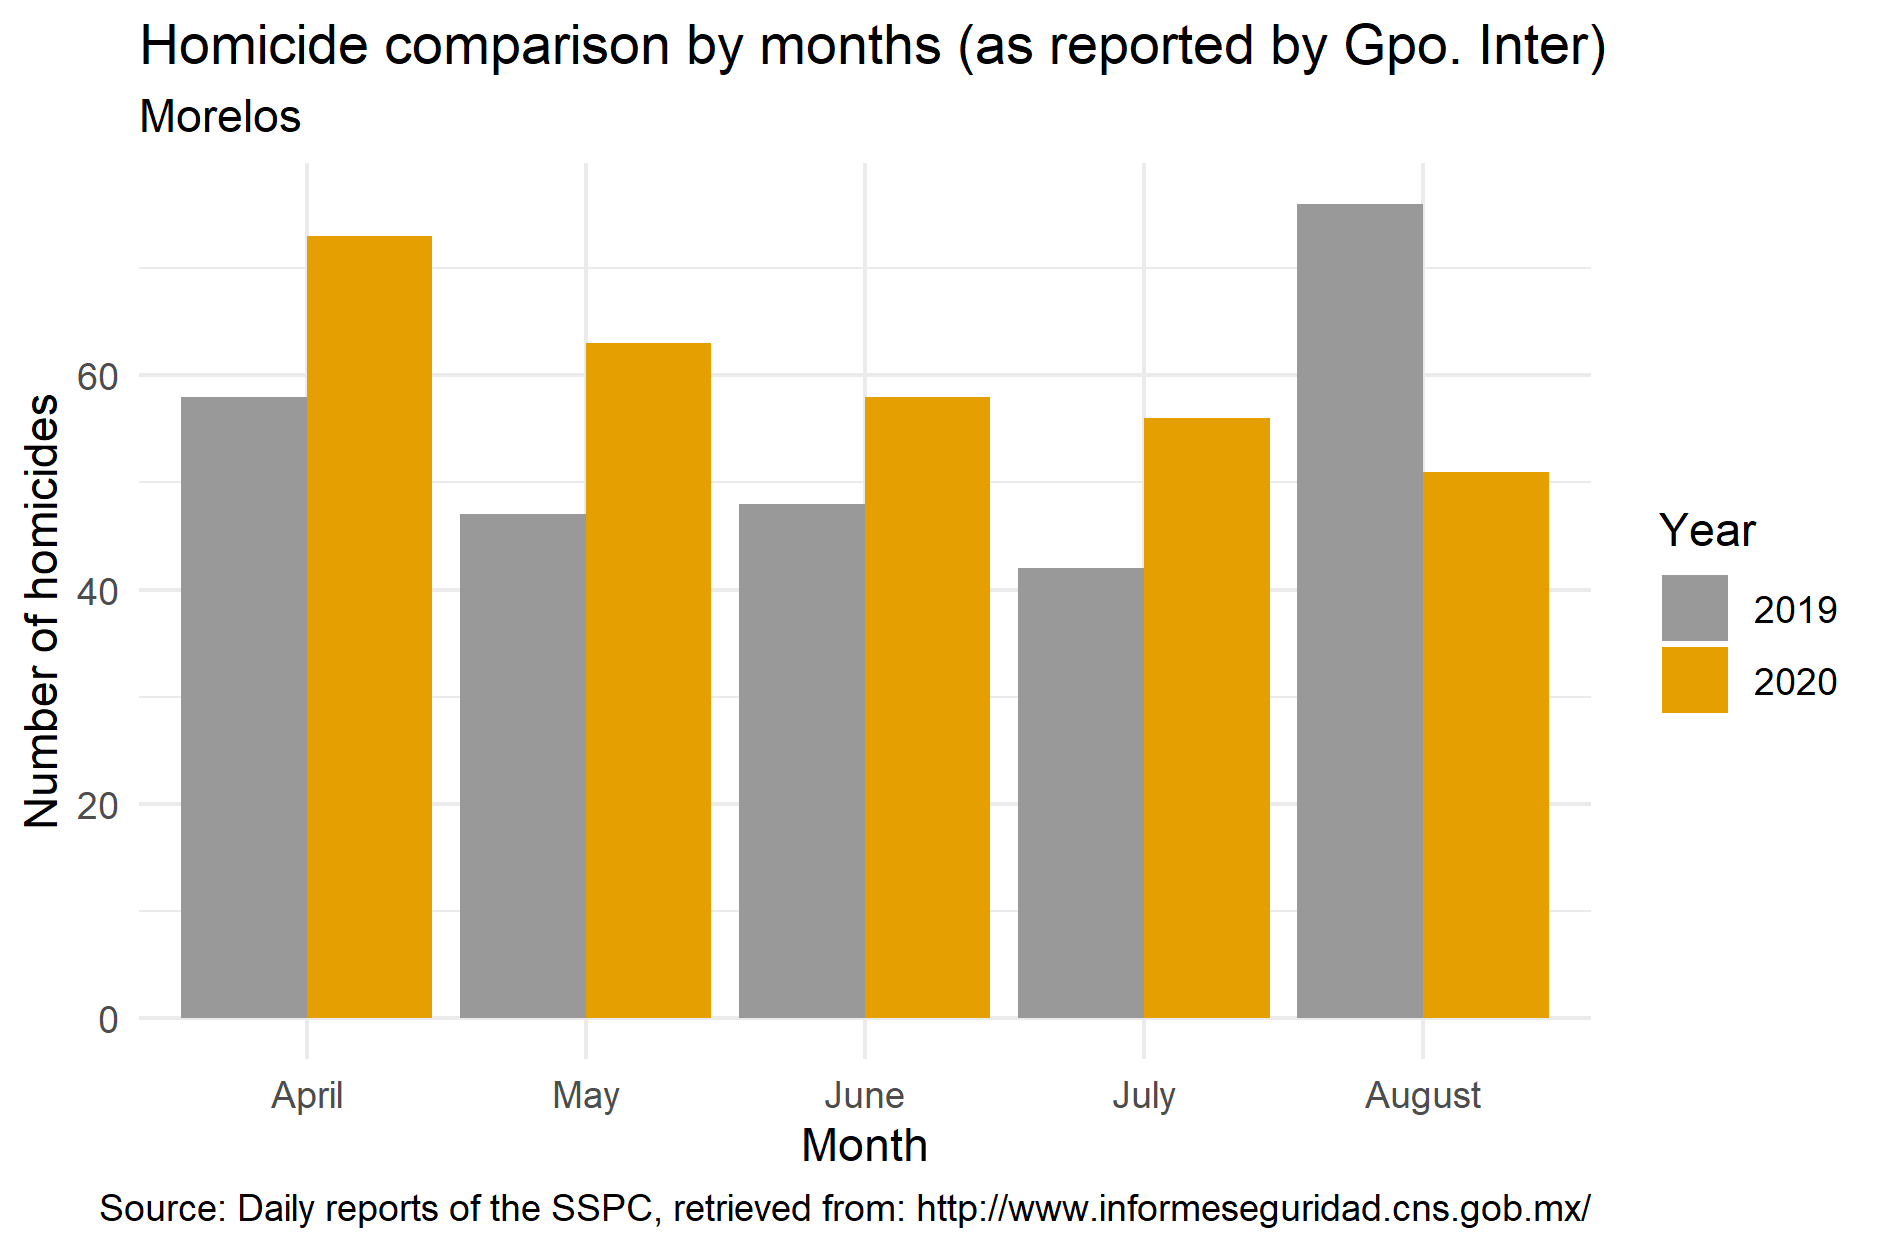 Homicide comparison by months (as reported by Gpo. Inter)
Morelos
Number of homicides
60
40
20
0
April May June July August
Month
Year
2019
2020
Source: Daily reports of the SSPC, retrieved from: http://www.informeseguridad.cns.gob.mx/